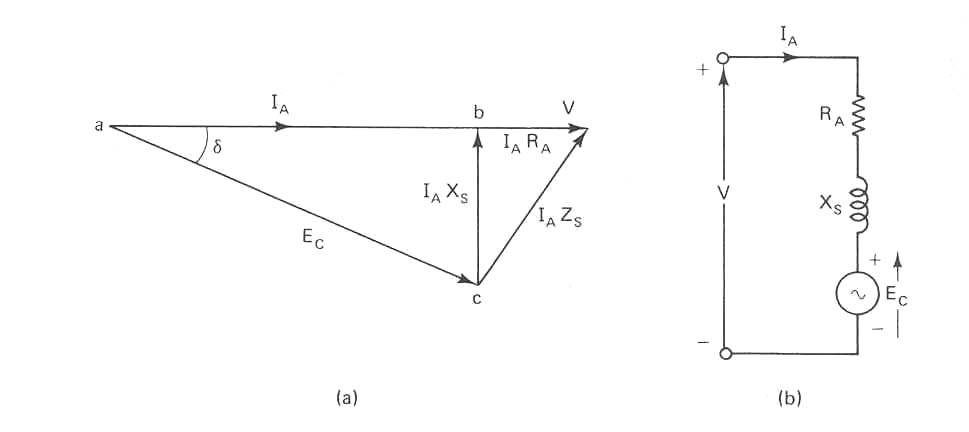 I_A
a
b
V
δ
I_A R_A
I_A X_S
I_A Z_S
E_C
c
(a)
I_A
+
R_A
V
X_S
+
E_C
−
−
(b)